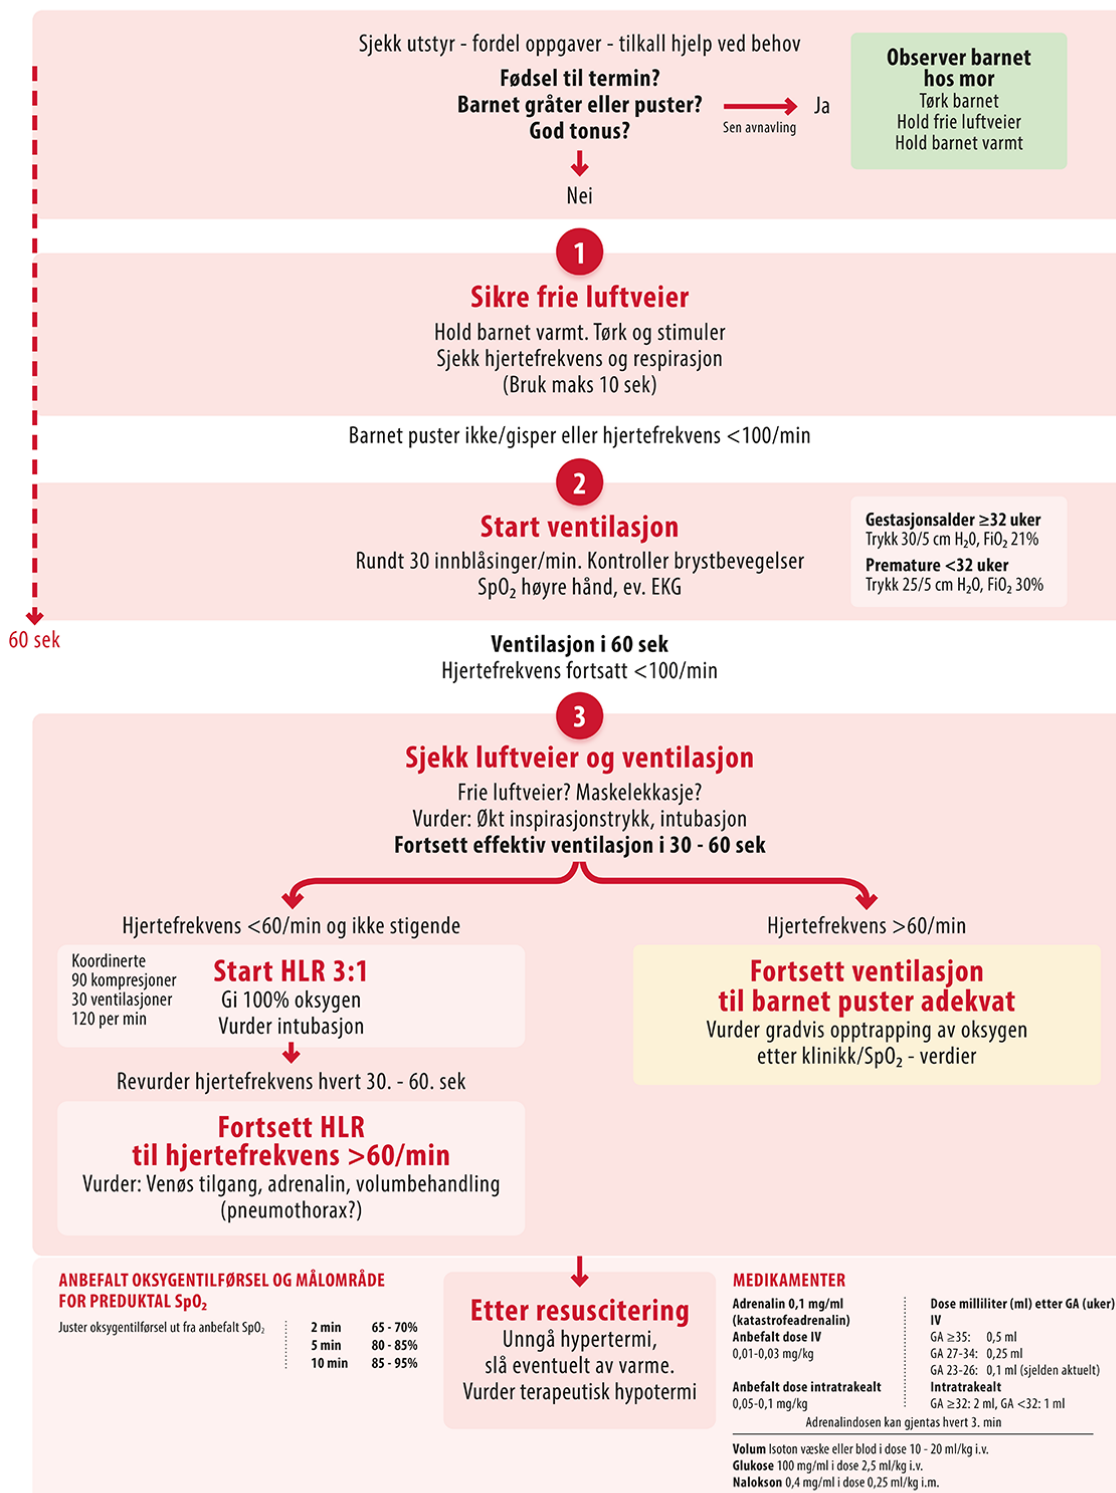 Sjekk utstyr - fordel oppgaver - tilkall hjelp ved behov
Fødsel til termin?
Barnet gråter eller puster?
God tonus?
Sen avnavling
Ja
Observer barnet
hos mor
Tørk barnet
Hold frie luftveier
Hold barnet varmt
Nei
1
Sikre frie luftveier
Hold barnet varmt. Tørk og stimuler
Sjekk hjertefrekvens og respirasjon
(Bruk maks 10 sek)
Barnet puster ikke/gisper eller hjertefrekvens <100/min
2
Start ventilasjon
Rundt 30 innblåsinger/min. Kontroller brystbevegelser
SpO₂ høyre hånd, ev. EKG
Gestasjonsalder ≥32 uker
Trykk 30/5 cm H₂O, FiO₂ 21%
Premature <32 uker
Trykk 25/5 cm H₂O, FiO₂ 30%
60 sek
Ventilasjon i 60 sek
Hjertefrekvens fortsatt <100/min
3
Sjekk luftveier og ventilasjon
Frie luftveier? Maskelekkasje?
Vurder: Økt inspirasjonstrykk, intubasjon
Fortsett effektiv ventilasjon i 30 - 60 sek
Hjertefrekvens <60/min og ikke stigende
Koordinerte
90 kompresjoner
30 ventilasjoner
120 per min
Start HLR 3:1
Gi 100% oksygen
Vurder intubasjon
Revurder hjertefrekvens hvert 30. - 60. sek
Fortsett HLR
til hjertefrekvens >60/min
Vurder: Venøs tilgang, adrenalin, volumbehandling
(pneumothorax?)
Hjertefrekvens >60/min
Fortsett ventilasjon
til barnet puster adekvat
Vurder gradvis opptrapping av oksygen
etter klinikk/SpO₂ - verdier
ANBEFALT OKSYGENTILFØRSEL OG MÅLOMRÅDE
FOR PREDUKTAL SpO₂
Juster oksygentilførsel ut fra anbefalt SpO₂
2 min 65 - 70%
5 min 80 - 85%
10 min 85 - 95%
Etter resuscitering
Unngå hypertermi,
slå eventuelt av varme.
Vurder terapeutisk hypotermi
MEDIKAMENTER
Adrenalin 0,1 mg/ml
(katastrofeadrenalin)
Anbefalt dose IV
0,01-0,03 mg/kg
Anbefalt dose intratrakealt
0,05-0,1 mg/kg
Dose milliliter (ml) etter GA (uker)
IV
GA ≥35: 0,5 ml
GA 27-34: 0,25 ml
GA 23-26: 0,1 ml (sjelden aktuelt)
Intratrakealt
GA ≥32: 2 ml, GA <32: 1 ml
Adrenalindosen kan gjentas hvert 3. min
Volum Isoton væske eller blod i dose 10 - 20 ml/kg i.v.
Glukose 100 mg/ml i dose 2,5 ml/kg i.v.
Nalokson 0,4 mg/ml i dose 0,25 ml/kg i.m.